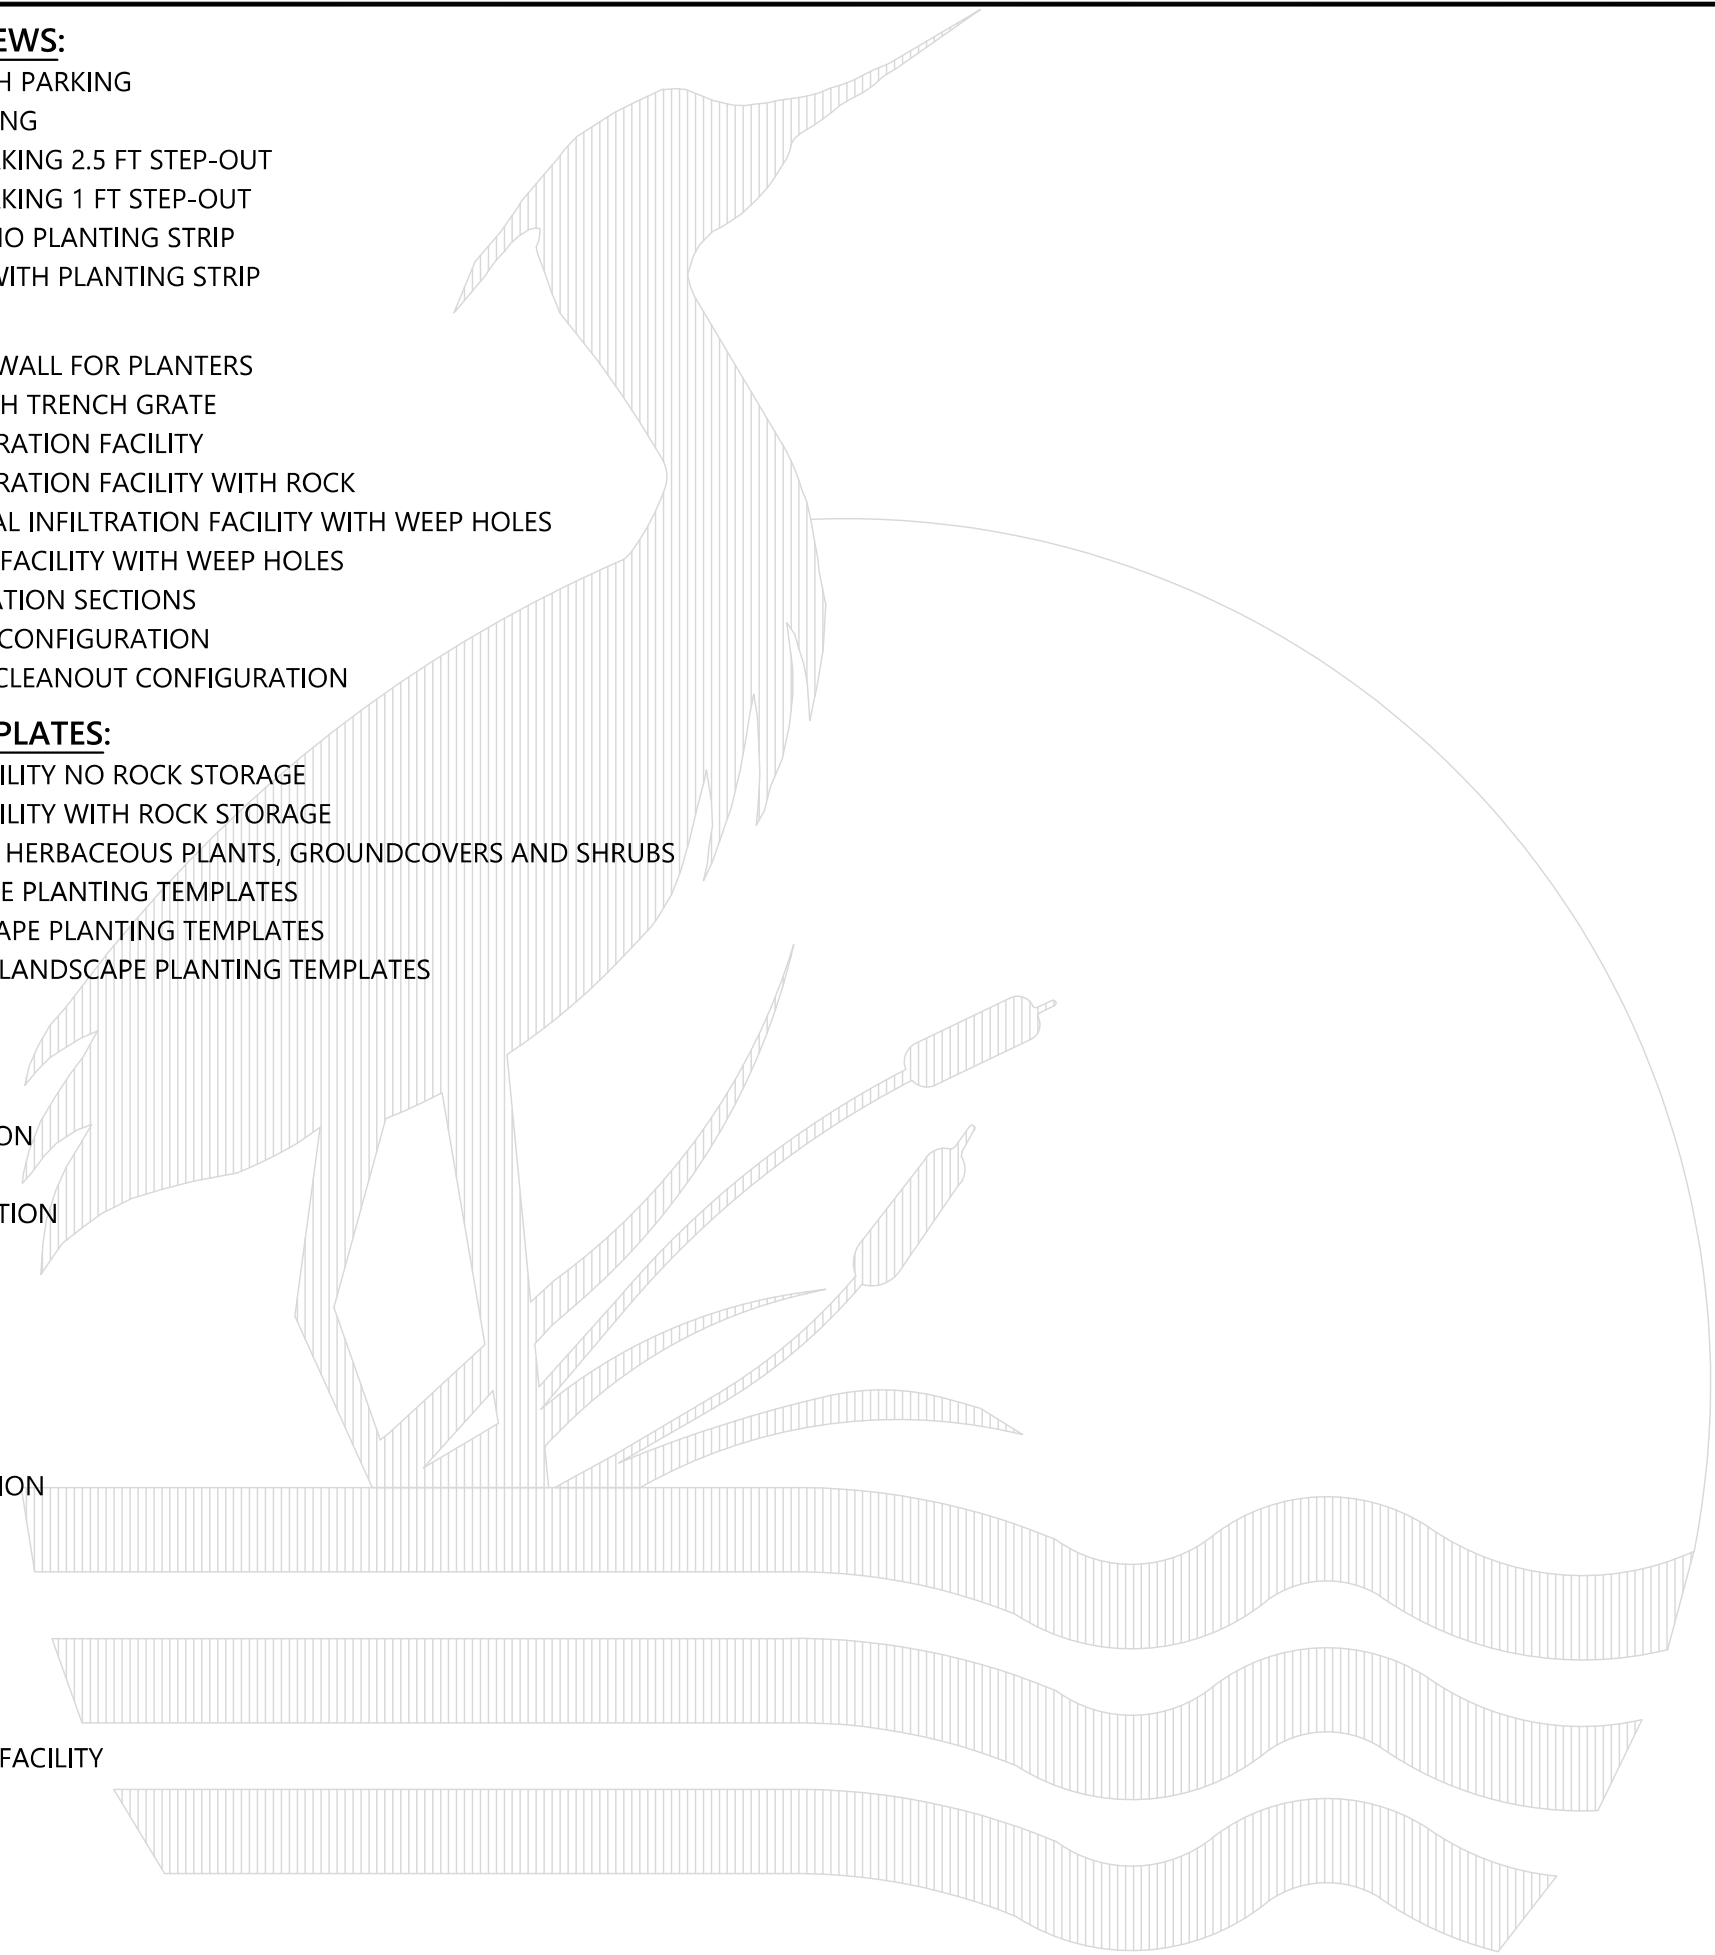 EWS:
H PARKING
NG
KING 2.5 FT STEP-OUT
KING 1 FT STEP-OUT
NO PLANTING STRIP
WITH PLANTING STRIP
WALL FOR PLANTERS
H TRENCH GRATE
RATION FACILITY
RATION FACILITY WITH ROCK
AL INFILTRATION FACILITY WITH WEEP HOLES
FACILITY WITH WEEP HOLES
ATION SECTIONS
CONFIGURATION
CLEANOUT CONFIGURATION
PLATES:
ILITY NO ROCK STORAGE
ILITY WITH ROCK STORAGE
HERBACEOUS PLANTS, GROUNDCOVERS AND SHRUBS
E PLANTING TEMPLATES
APE PLANTING TEMPLATES
LANDSCAPE PLANTING TEMPLATES
ON
TION
ION
FACILITY